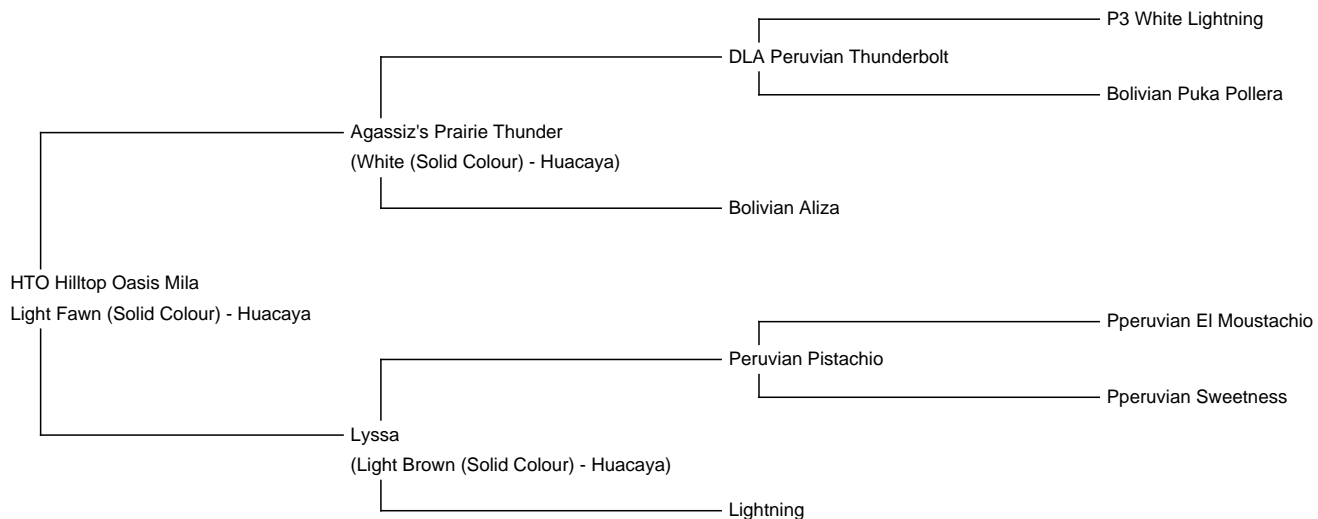 P3 White Lightning
DLA Peruvian Thunderbolt
Bolivian Puka Pollera
Agassiz's Prairie Thunder
(White (Solid Colour) - Huacaya)
Bolivian Aliza
HTO Hilltop Oasis Mila
Light Fawn (Solid Colour) - Huacaya
Pperuvian El Moustachio
Peruvian Pistachio
Pperuvian Sweetness
Lyssa
(Light Brown (Solid Colour) - Huacaya)
Lightning